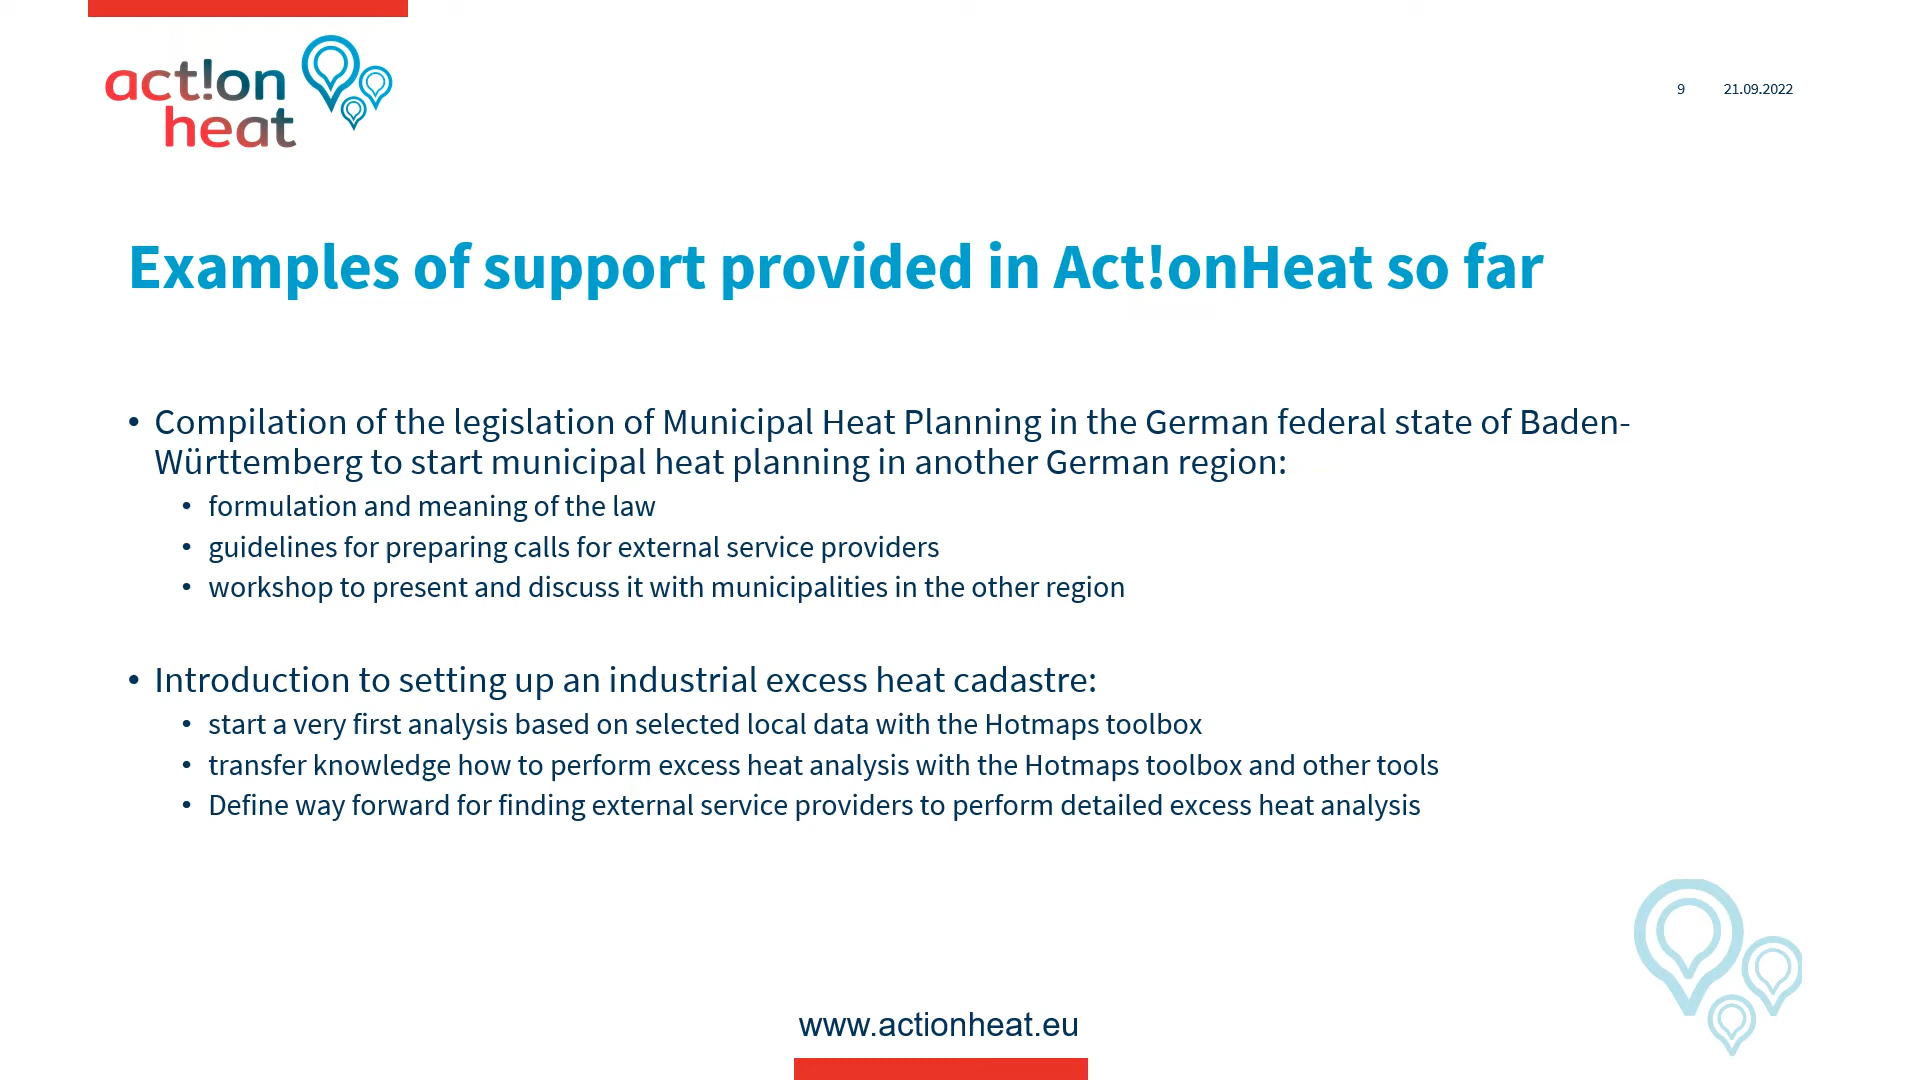 act!on
heat
9 21.09.2022
Examples of support provided in Act!onHeat so far
• Compilation of the legislation of Municipal Heat Planning in the German federal state of Baden-
Württemberg to start municipal heat planning in another German region:
• formulation and meaning of the law
• guidelines for preparing calls for external service providers
• workshop to present and discuss it with municipalities in the other region
• Introduction to setting up an industrial excess heat cadastre:
• start a very first analysis based on selected local data with the Hotmaps toolbox
• transfer knowledge how to perform excess heat analysis with the Hotmaps toolbox and other tools
• Define way forward for finding external service providers to perform detailed excess heat analysis
www.actionheat.eu